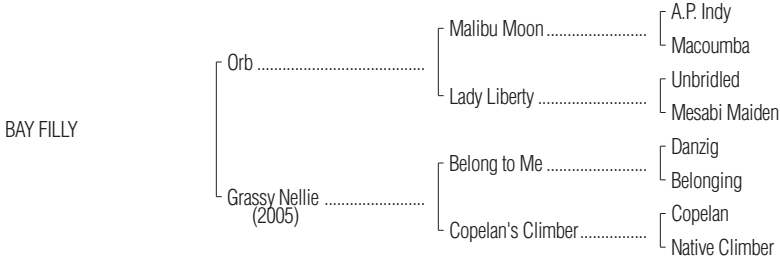 A.P. Indy
Malibu Moon ........................
Macoumba
Orb ........................................
Unbridled
Lady Liberty ..........................
Mesabi Maiden
BAY FILLY
Danzig
Belong to Me ........................
Belonging
Grassy Nellie ........................
(2005)
Copelan
Copelan's Climber................
Native Climber